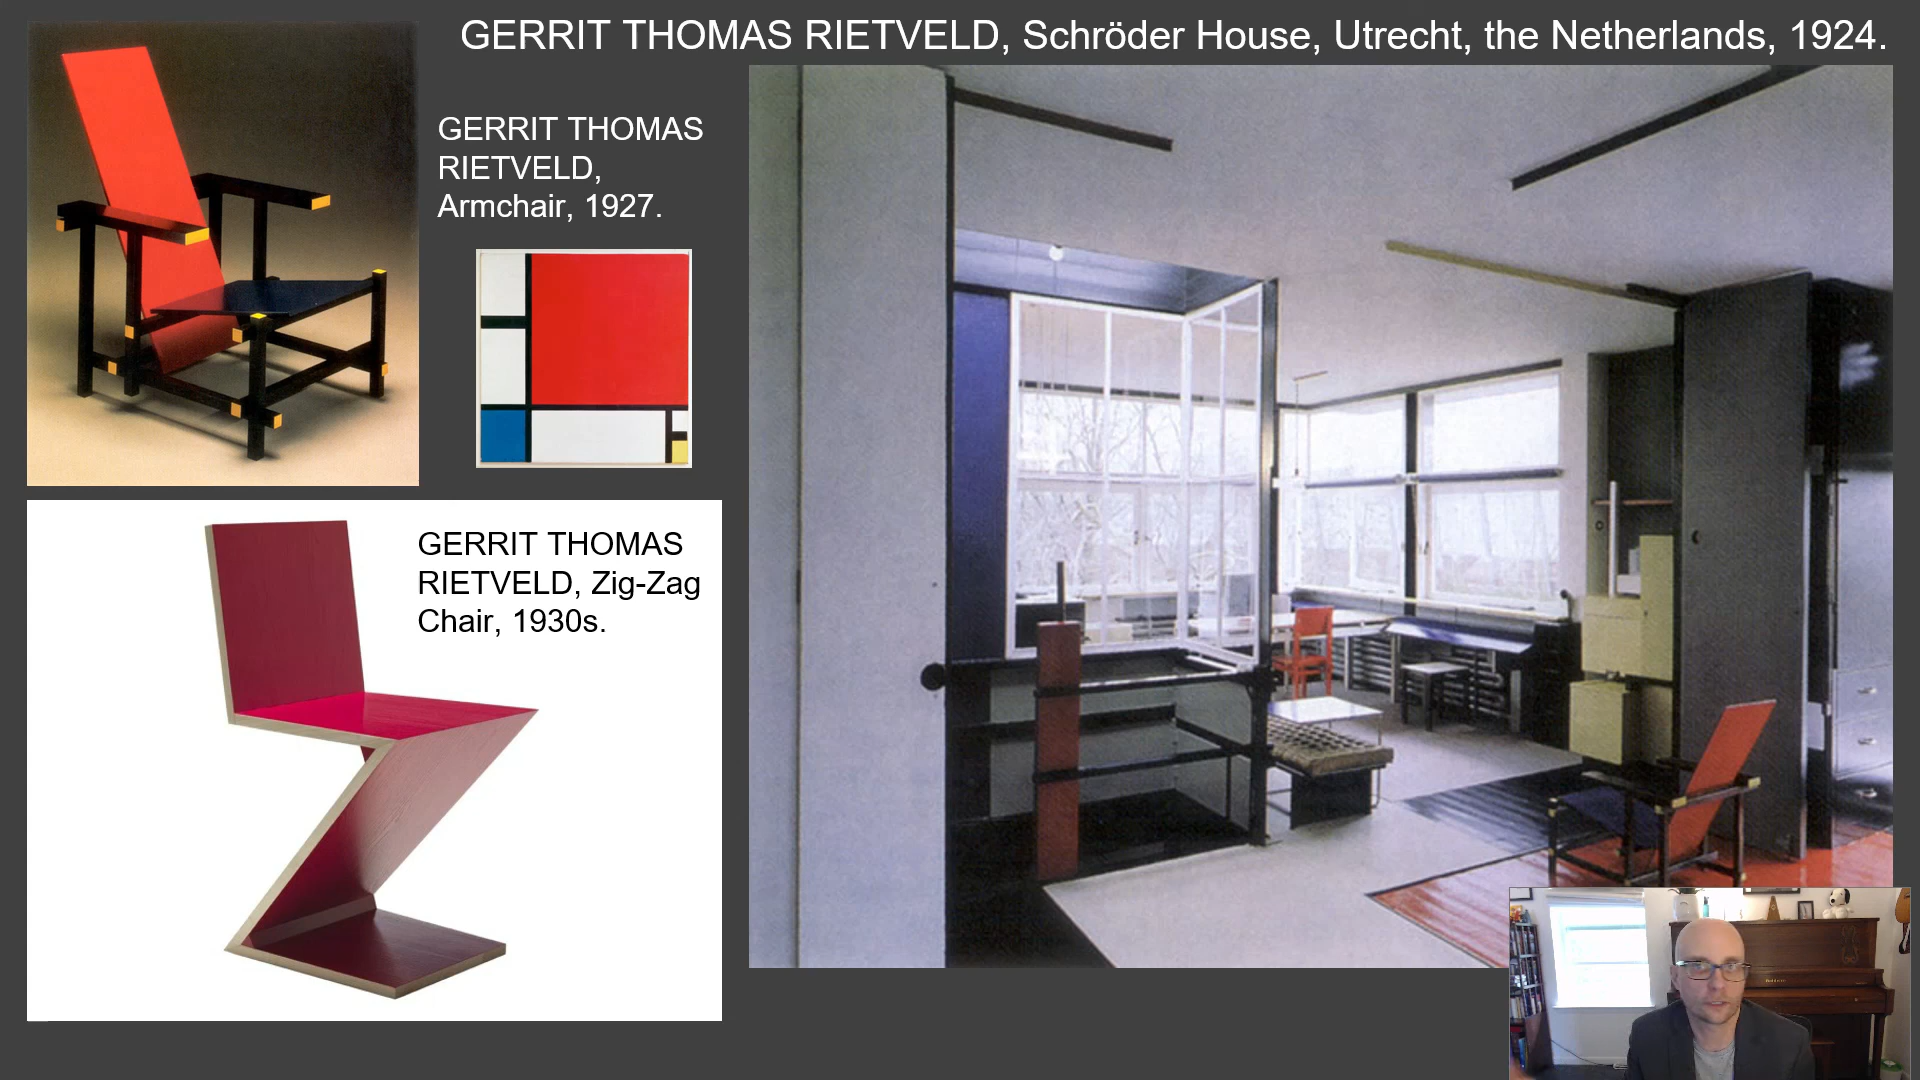 GERRIT THOMAS RIETVELD, Schröder House, Utrecht, the Netherlands, 1924.
GERRIT THOMAS
RIETVELD,
Armchair, 1927.
GERRIT THOMAS
RIETVELD, Zig-Zag
Chair, 1930s.